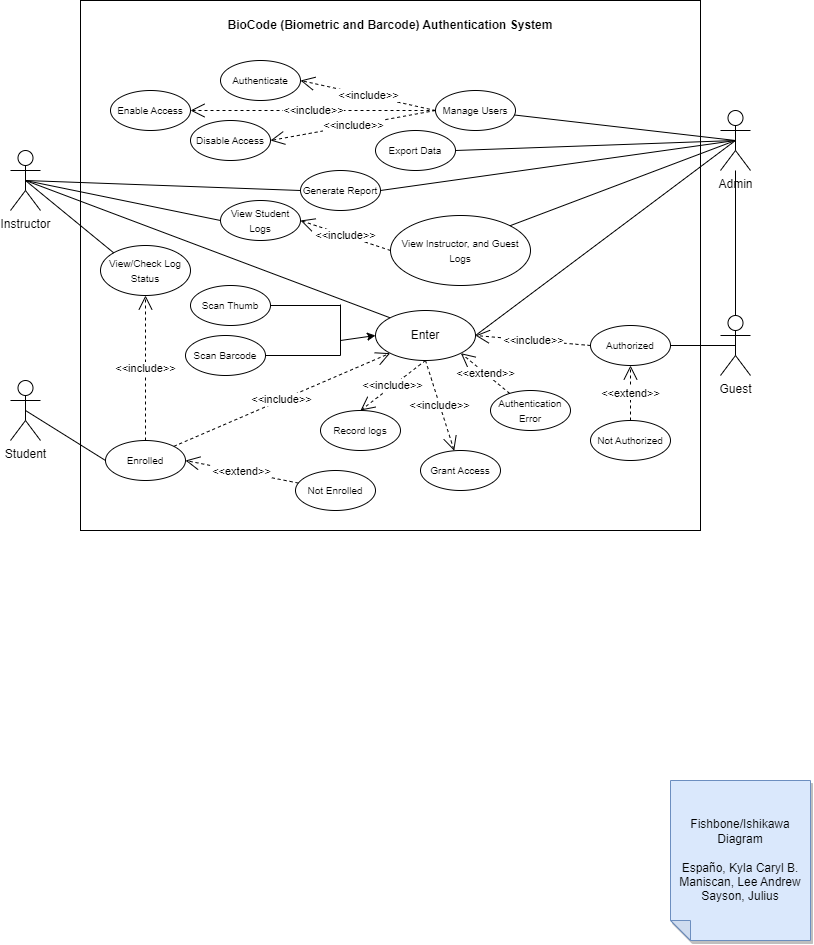 BioCode (Biometric and Barcode) Authentication System
Authenticate
<<include>>
Enable Access
<<include>>
Manage Users
<<include>>
Disable Access
Export Data
Admin
Instructor
Generate Report
View Student
Logs
<<include>>
View Instructor, and Guest
Logs
View/Check Log
Status
Scan Thumb
Enter
<<include>>
Authorized
Scan Barcode
<<include>>
<<extend>>
Guest
<<include>>
<<include>>
<<include>>
<<extend>>
Authentication
Error
Record logs
Not Authorized
Student
Enrolled
<<extend>>
Grant Access
Not Enrolled
Fishbone/Ishikawa
Diagram
Españo, Kyla Caryl B.
Maniscan, Lee Andrew
Sayson, Julius